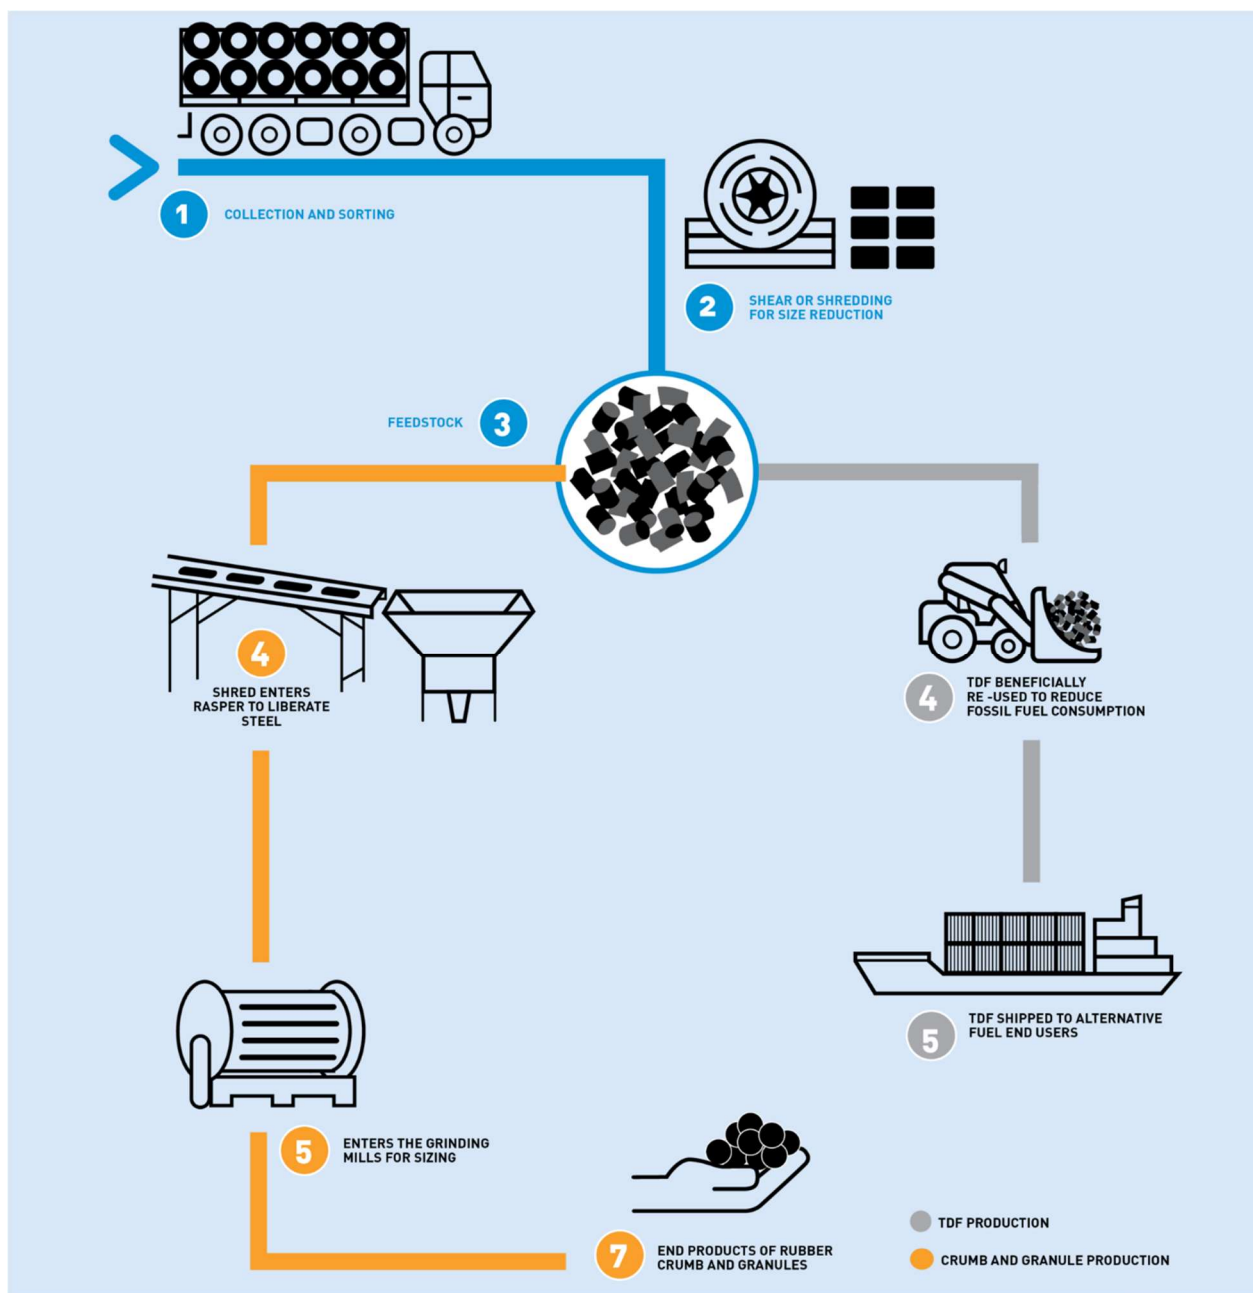 1
COLLECTION AND SORTING
2
SHEAR OR SHREDDING
FOR SIZE REDUCTION
FEEDSTOCK
3
4
SHRED ENTERS
RASPER TO LIBERATE
STEEL
4
TDF BENEFICIALLY
RE -USED TO REDUCE
FOSSIL FUEL CONSUMPTION
5
TDF SHIPPED TO ALTERNATIVE
FUEL END USERS
5
ENTERS THE GRINDING
MILLS FOR SIZING
7
END PRODUCTS OF RUBBER
CRUMB AND GRANULES
TDF PRODUCTION
CRUMB AND GRANULE PRODUCTION